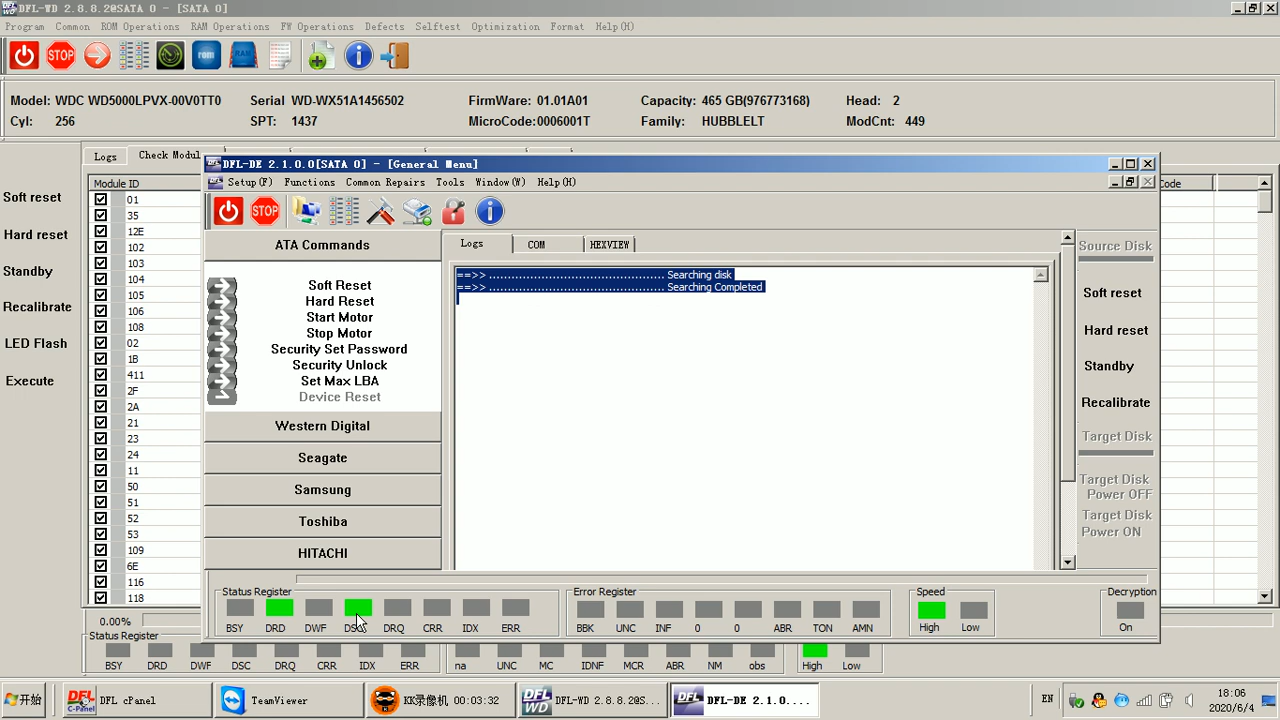 DFL-WD 2.8.8.2@SATA 0 - [SATA 0]
Program Common ROM Operations RAM Operations FW Operations Defects Selftest Optimization Format Help(H)
STOP rom RAM
Model: WDC WD5000LPVX-00V0TT0 Serial WD-WX51A1456502 FirmWare: 01.01A01 Capacity: 465 GB(976773168) Head: 2
Cyl: 256 SPT: 1437 MicroCode:0006001T Family: HUBBLELT ModCnt: 449
Logs Check Modul
Module ID
Code
Soft reset
Hard reset
Standby
Recalibrate
LED Flash
Execute
01
35
12E
102
103
104
105
106
108
02
1B
411
2F
2A
21
23
24
11
50
51
52
53
109
6E
116
118
DFL-DE 2.1.0.0[SATA 0] - [General Menu]
Setup(F) Functions Common Repairs Tools Window(W) Help(H)
STOP
ATA Commands
Soft Reset
Hard Reset
Start Motor
Stop Motor
Security Set Password
Security Unlock
Set Max LBA
Device Reset
Western Digital
Seagate
Samsung
Toshiba
HITACHI
Logs COM HEXVIEW
==>> ............................................... Searching disk
==>> ............................................... Searching Completed
Source Disk
Soft reset
Hard reset
Standby
Recalibrate
Target Disk
Target Disk
Power OFF
Target Disk
Power ON
Status Register
BSY DRD DWF DSC DRQ CRR IDX ERR
Error Register
BBK UNC INF 0 0 ABR TON AMN
Speed
High Low
Decryption
On
0.00%
Status Register
BSY DRD DWF DSC DRQ CRR IDX ERR
na UNC MC IDNF MCR ABR NM obs
High Low
开始 DFL cPanel TeamViewer KK录像机 00:03:32 DFL-WD 2.8.8.2@S... DFL-DE 2.1.0....
EN
18:06
2020/6/4